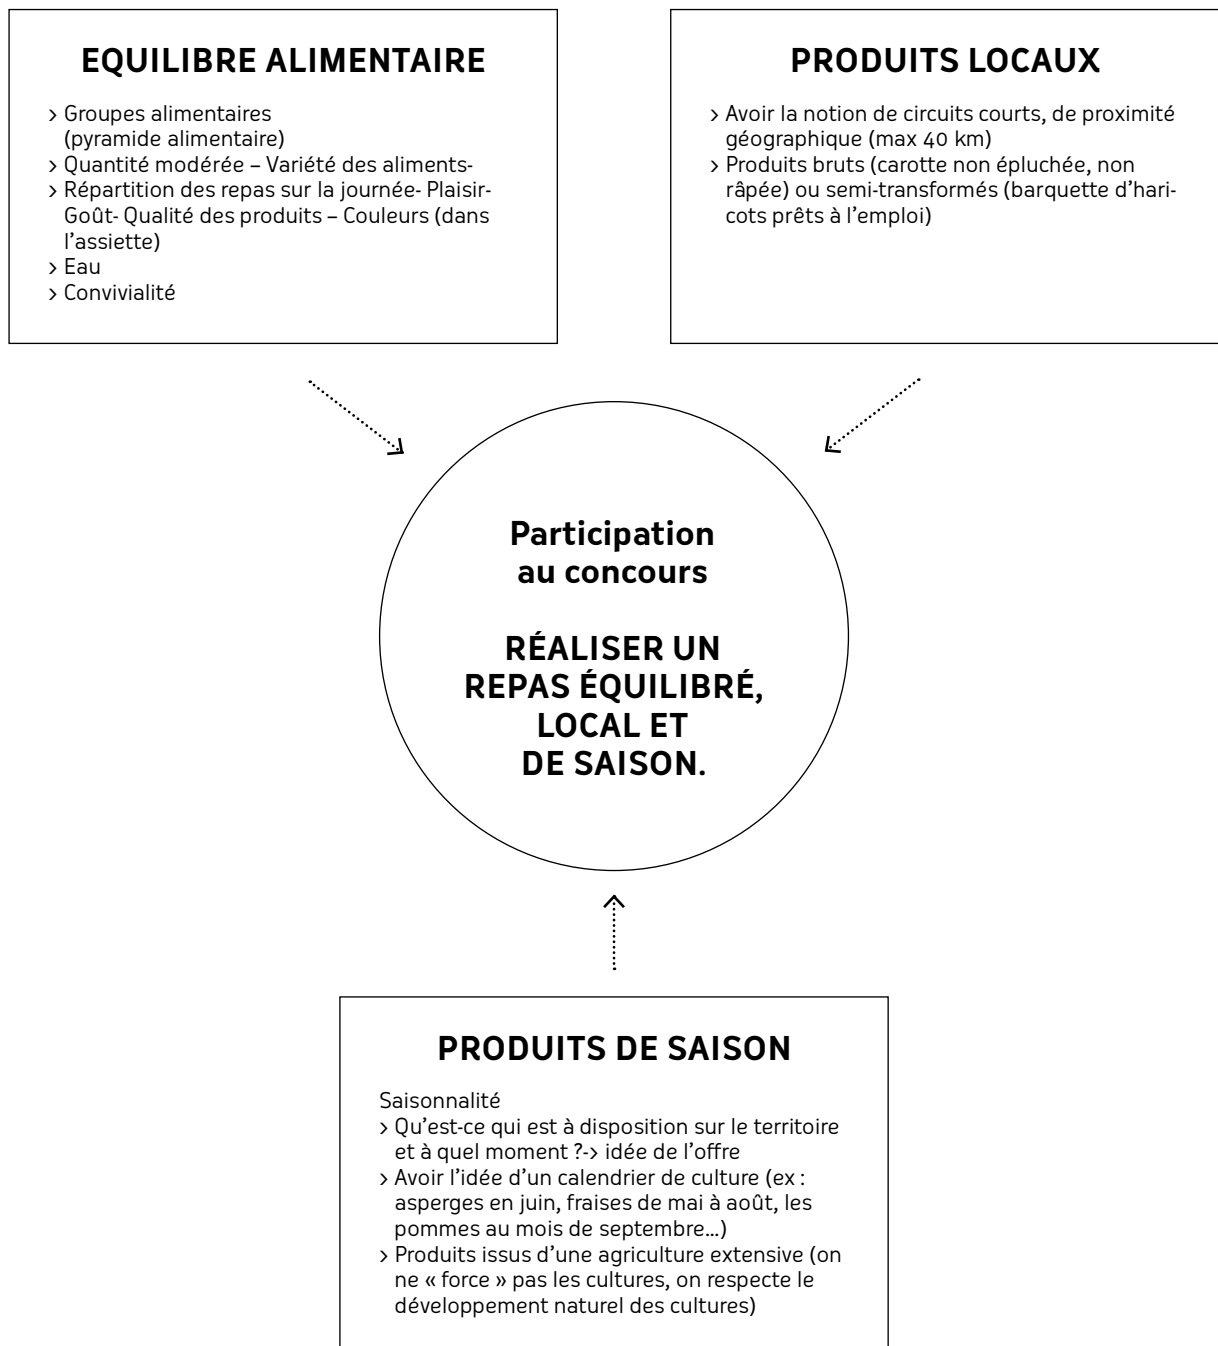 EQUILIBRE ALIMENTAIRE
› Groupes alimentaires
(pyramide alimentaire)
› Quantité modérée – Variété des aliments-
› Répartition des repas sur la journée- Plaisir-
Goût- Qualité des produits – Couleurs (dans
l’assiette)
› Eau
› Convivialité
PRODUITS LOCAUX
› Avoir la notion de circuits courts, de proximité
géographique (max 40 km)
› Produits bruts (carotte non épluchée, non
râpée) ou semi-transformés (barquette d’hari-
cots prêts à l’emploi)
Participation
au concours
RÉALISER UN
REPAS ÉQUILIBRÉ,
LOCAL ET
DE SAISON.
PRODUITS DE SAISON
Saisonnalité
› Qu’est-ce qui est à disposition sur le territoire
et à quel moment ?-› idée de l’offre
› Avoir l’idée d’un calendrier de culture (ex :
asperges en juin, fraises de mai à août, les
pommes au mois de septembre…)
› Produits issus d’une agriculture extensive (on
ne « force » pas les cultures, on respecte le
développement naturel des cultures)